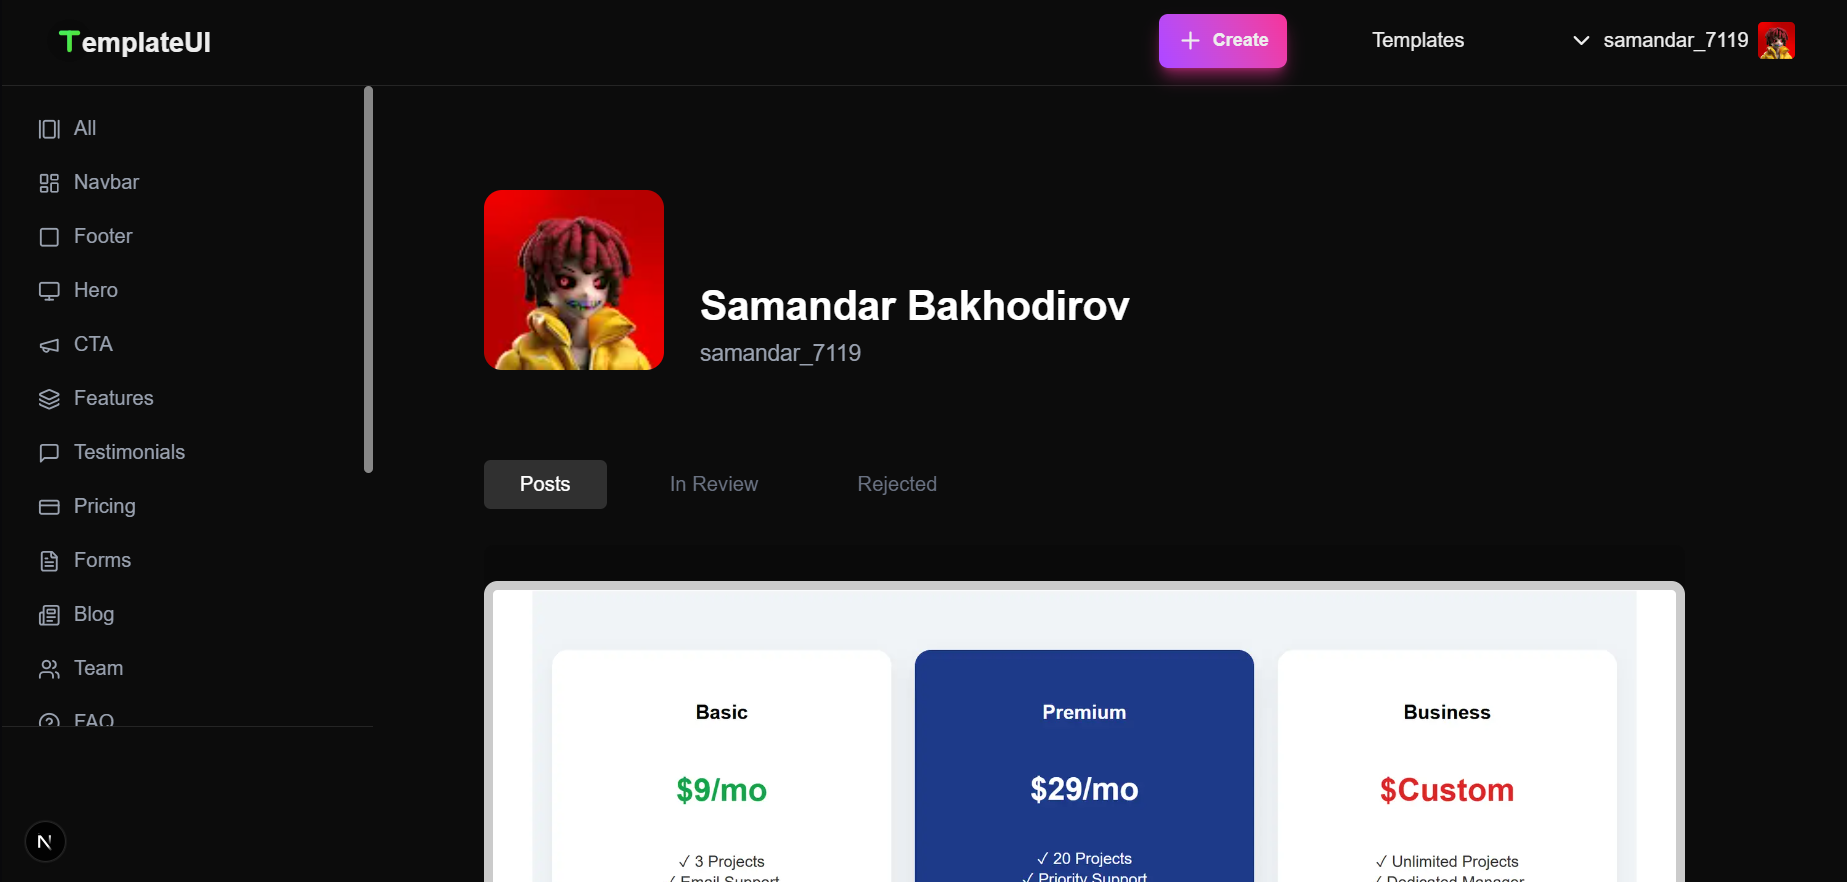 TemplateUI
Create
Templates
samandar_7119
All
Navbar
Footer
Hero
CTA
Features
Testimonials
Pricing
Forms
Blog
Team
FAQ
N
Samandar Bakhodirov
samandar_7119
Posts
In Review
Rejected
Basic
$9/mo
✓ 3 Projects
✓ Email Support
Premium
$29/mo
✓ 20 Projects
✓ Priority Support
Business
$Custom
✓ Unlimited Projects
✓ Dedicated Manager